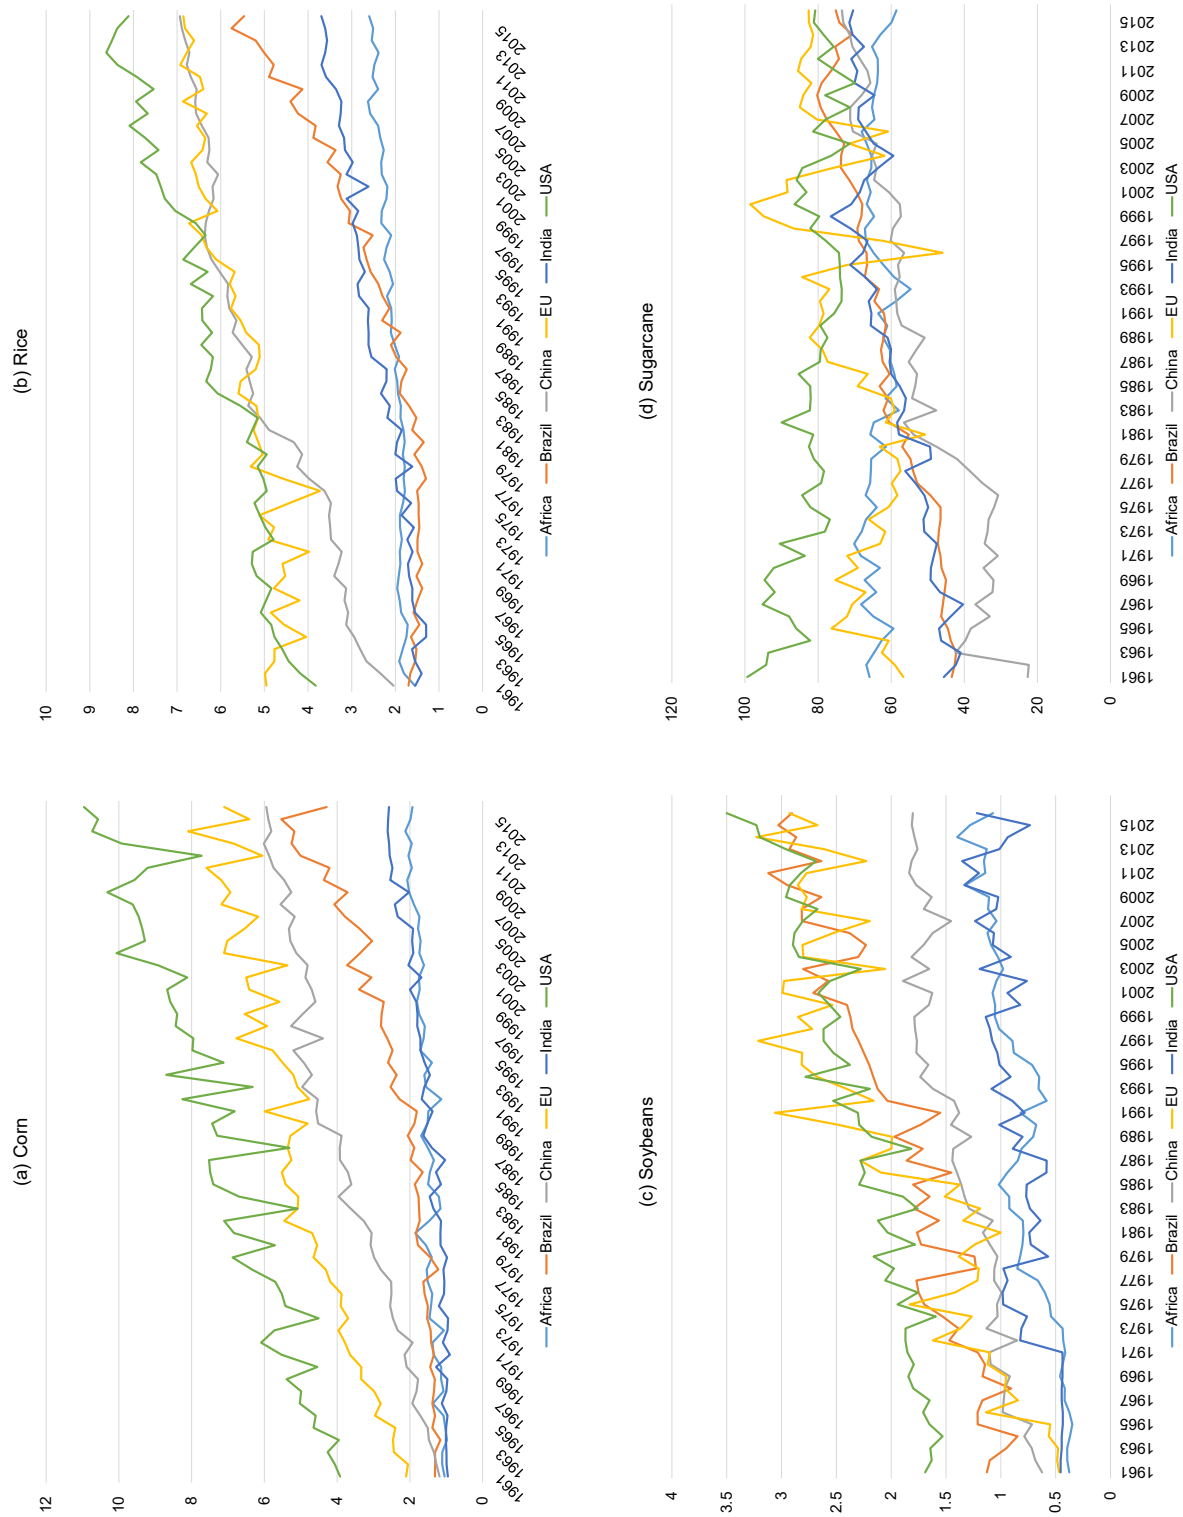 (a) Corn
12
10
8
6
4
2
0
1961 1963 1965 1967 1969 1971 1973 1975 1977 1979 1981 1983 1985 1987 1989 1991 1993 1995 1997 1999 2001 2003 2005 2007 2009 2011 2013 2015
Africa Brazil China EU India USA
(b) Rice
10
9
8
7
6
5
4
3
2
1
0
1961 1963 1965 1967 1969 1971 1973 1975 1977 1979 1981 1983 1985 1987 1989 1991 1993 1995 1997 1999 2001 2003 2005 2007 2009 2011 2013 2015
Africa Brazil China EU India USA
(c) Soybeans
4
3.5
3
2.5
2
1.5
1
0.5
0
1961 1963 1965 1967 1969 1971 1973 1975 1977 1979 1981 1983 1985 1987 1989 1991 1993 1995 1997 1999 2001 2003 2005 2007 2009 2011 2013 2015
Africa Brazil China EU India USA
(d) Sugarcane
120
100
80
60
40
20
0
1961 1963 1965 1967 1969 1971 1973 1975 1977 1979 1981 1983 1985 1987 1989 1991 1993 1995 1997 1999 2001 2003 2005 2007 2009 2011 2013 2015
Africa Brazil China EU India USA